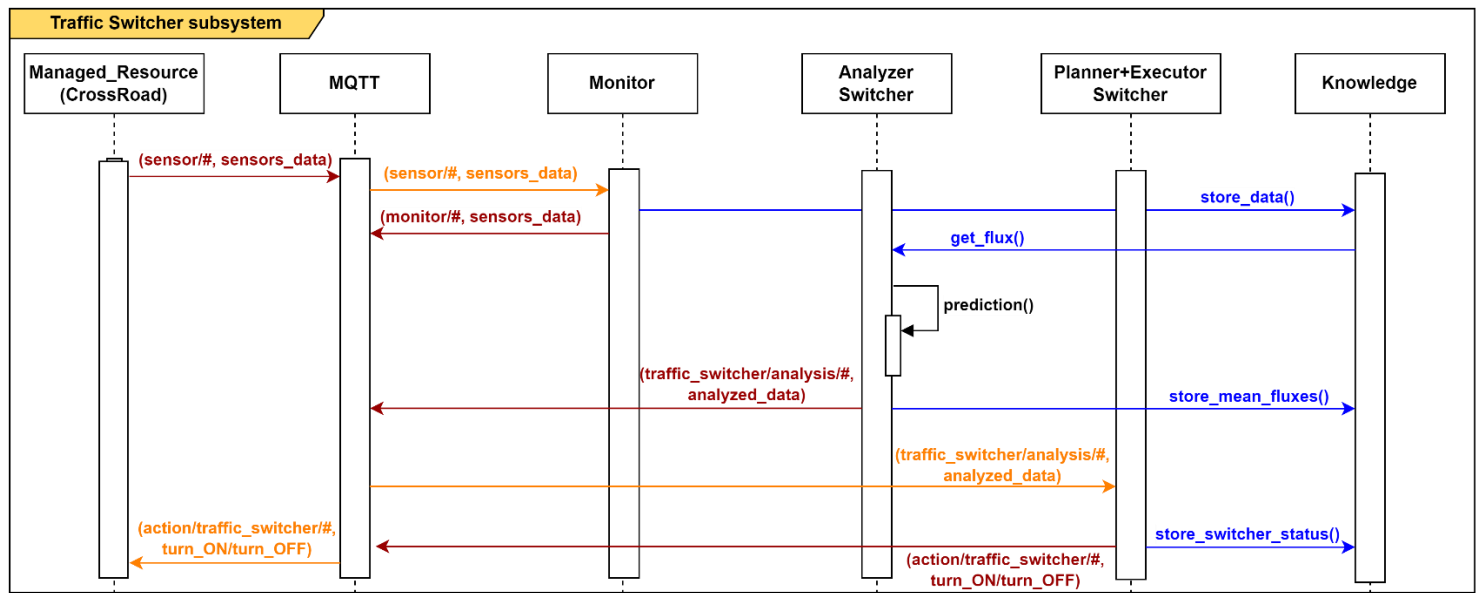 Traffic Switcher subsystem
Managed_Resource
(CrossRoad)
MQTT
Monitor
Analyzer
Switcher
Planner+Executor
Switcher
Knowledge
(sensor/#, sensors_data)
(sensor/#, sensors_data)
store_data()
(monitor/#, sensors_data)
get_flux()
prediction()
(traffic_switcher/analysis/#,
analyzed_data)
store_mean_fluxes()
(traffic_switcher/analysis/#,
analyzed_data)
(action/traffic_switcher/#,
turn_ON/turn_OFF)
store_switcher_status()
(action/traffic_switcher/#,
turn_ON/turn_OFF)